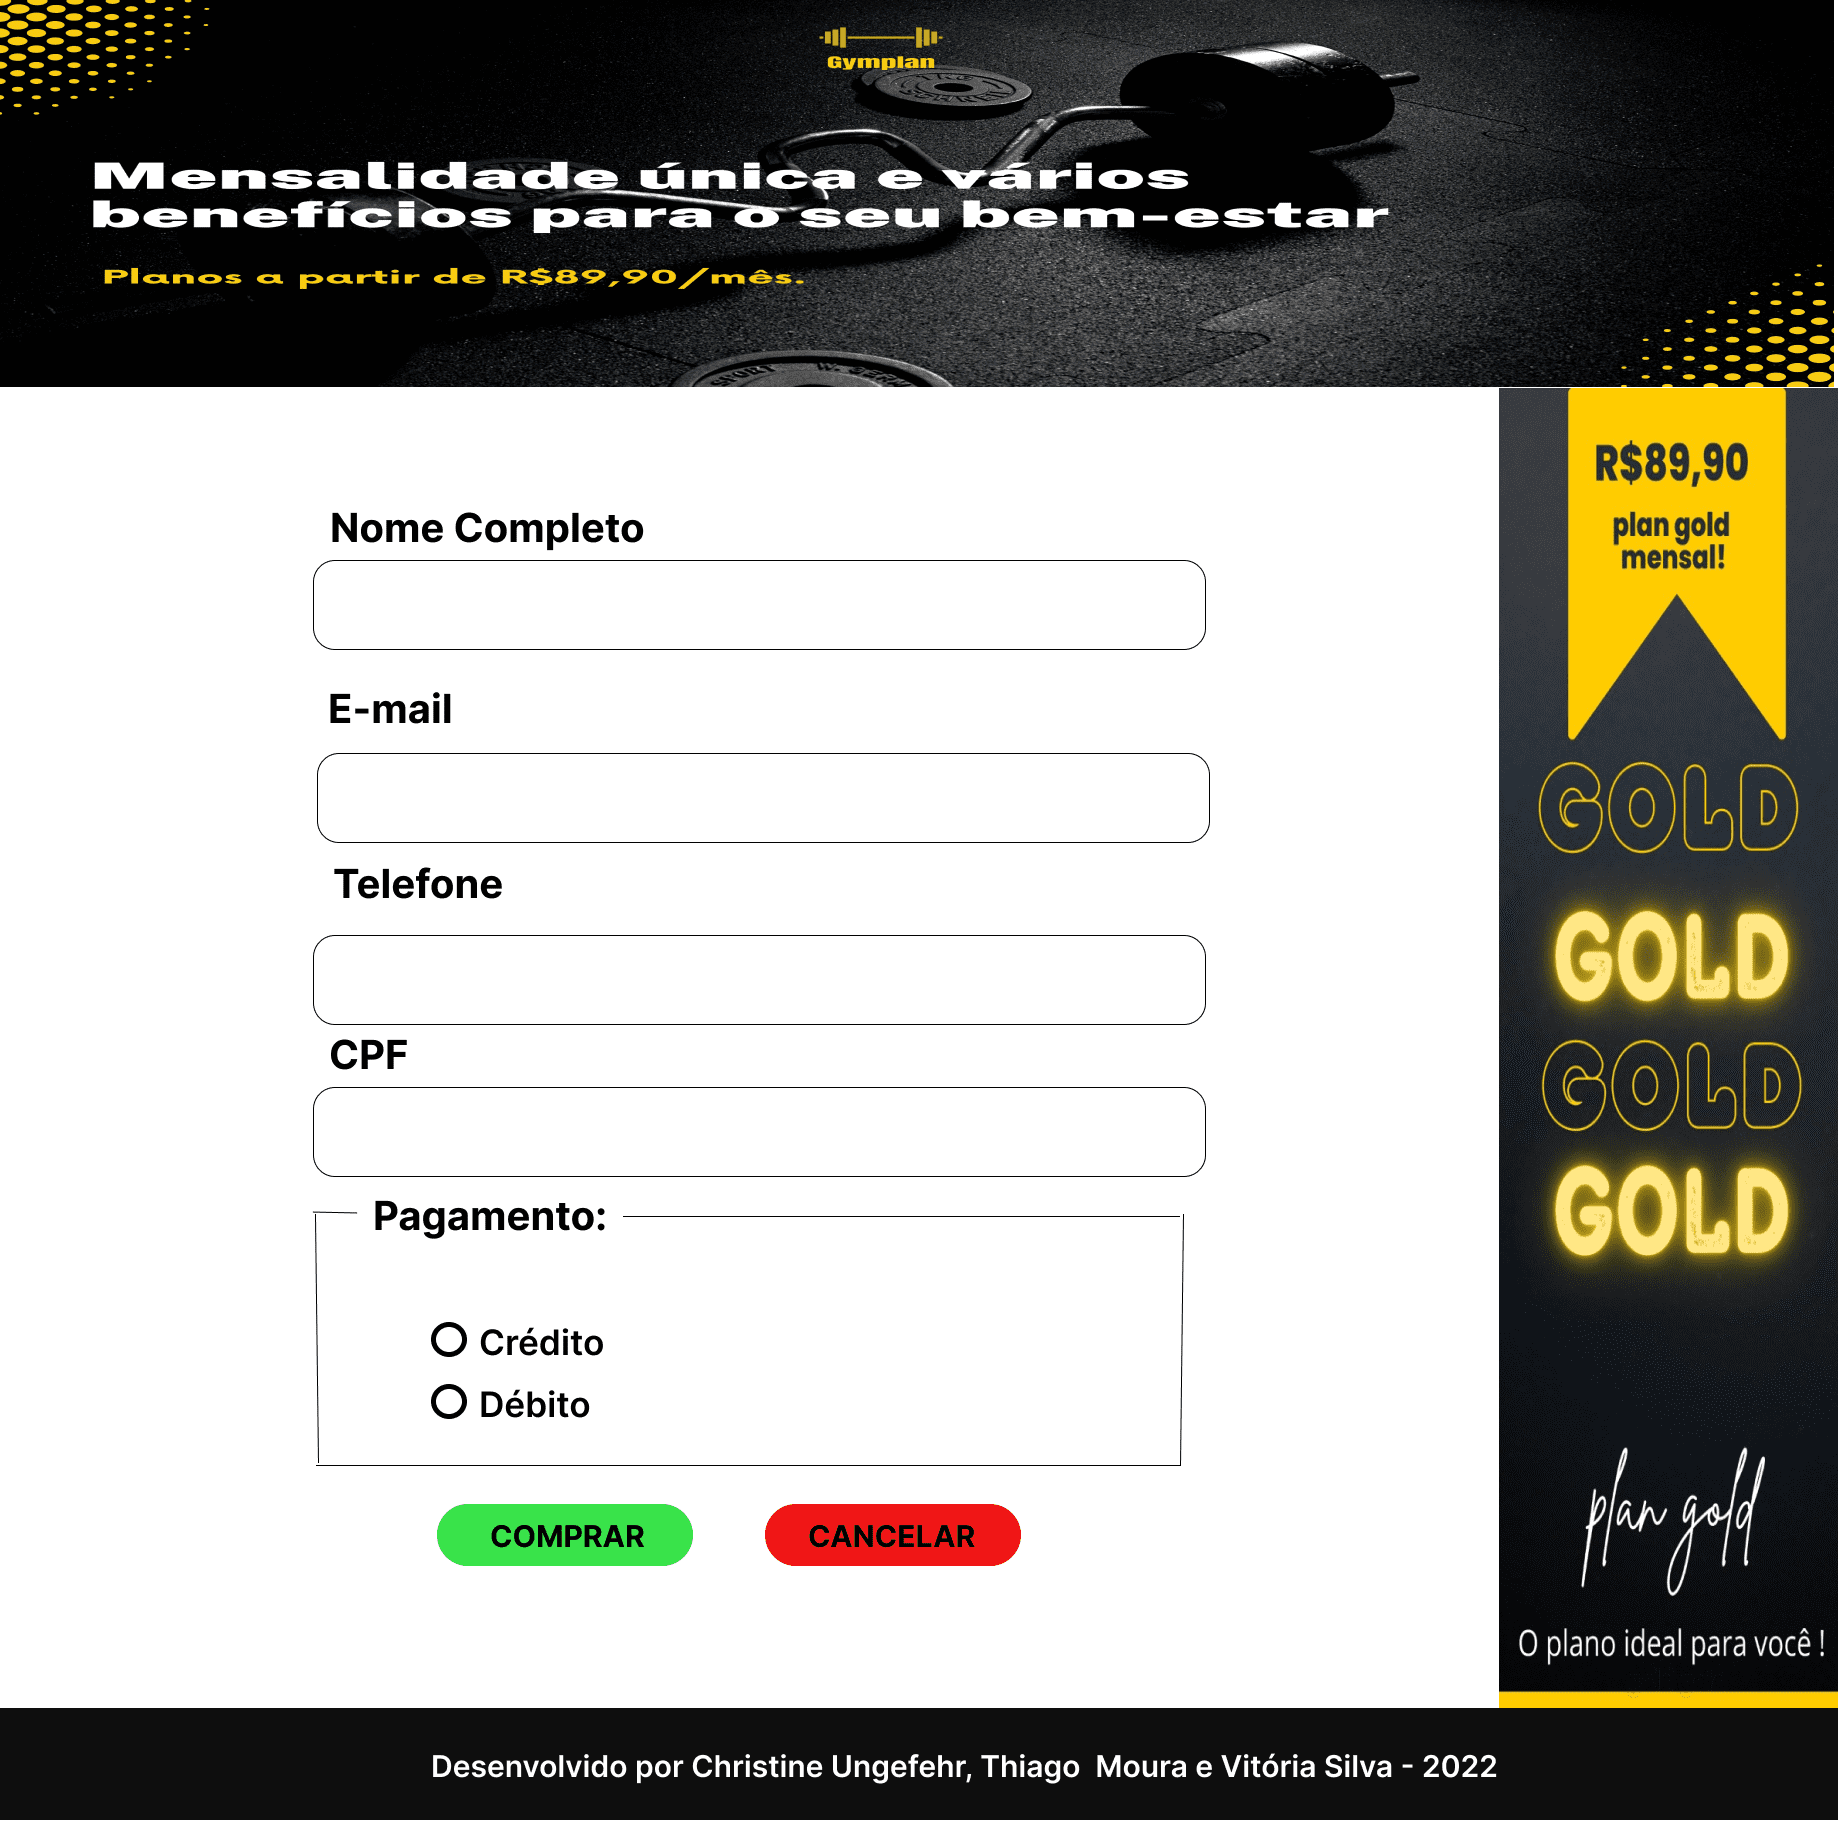 Gymplan
Mensalidade única e vários
benefícios para o seu bem-estar
Planos a partir de R$89,90/mês.
SPORT
R$89,90
plan gold
mensal!
Nome Completo
E-mail
Telefone
CPF
Pagamento:
Crédito
Débito
COMPRAR
CANCELAR
GOLD
GOLD
GOLD
GOLD
plan gold
O plano ideal para você !
Desenvolvido por Christine Ungefehr, Thiago Moura e Vitória Silva - 2022